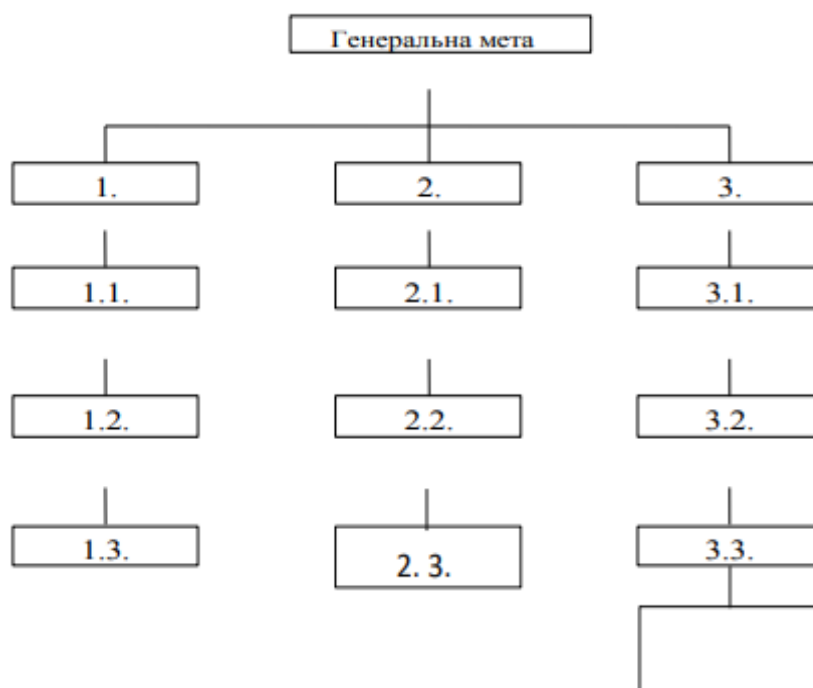 Генеральна мета
1. 2. 3.
1.1. 2.1. 3.1.
1.2. 2.2. 3.2.
1.3. 2. 3. 3.3.